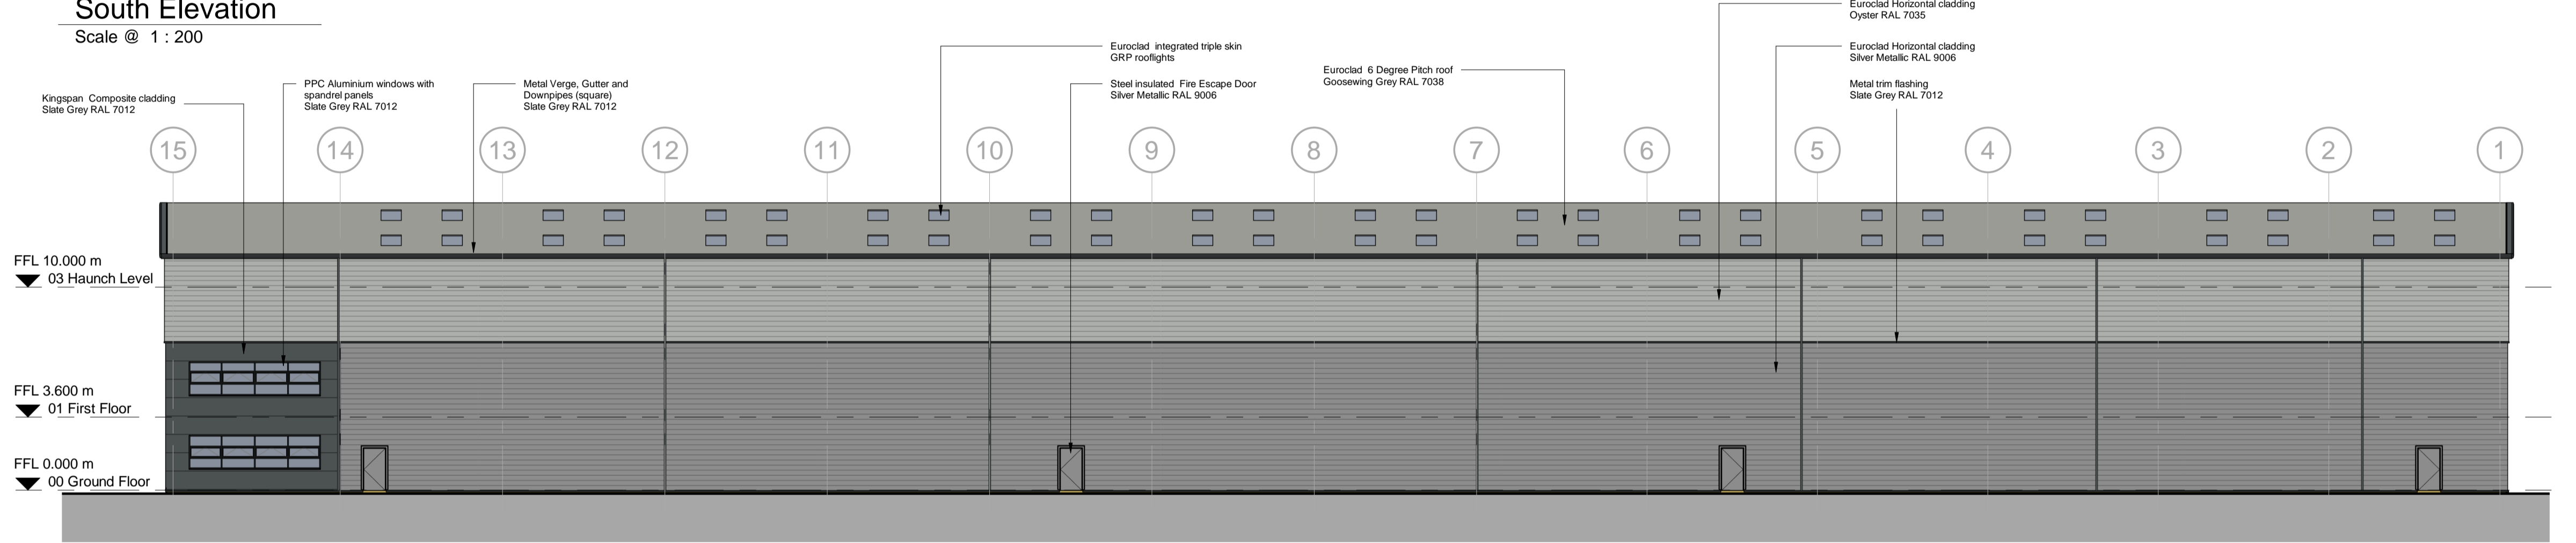 South Elevation
Scale @ 1 : 200
Kingspan Composite cladding
Slate Grey RAL 7012
PPC Aluminium windows with
spandrel panels
Slate Grey RAL 7012
Metal Verge, Gutter and
Downpipes (square)
Slate Grey RAL 7012
Euroclad integrated triple skin
GRP rooflights
Steel insulated Fire Escape Door
Silver Metallic RAL 9006
Euroclad 6 Degree Pitch roof
Goosewing Grey RAL 7038
Euroclad Horizontal cladding
Oyster RAL 7035
Euroclad Horizontal cladding
Silver Metallic RAL 9006
Metal trim flashing
Slate Grey RAL 7012
15 14 13 12 11 10 9 8 7 6 5 4 3 2 1
FFL 10.000 m
03 Haunch Level
FFL 3.600 m
01 First Floor
FFL 0.000 m
00 Ground Floor